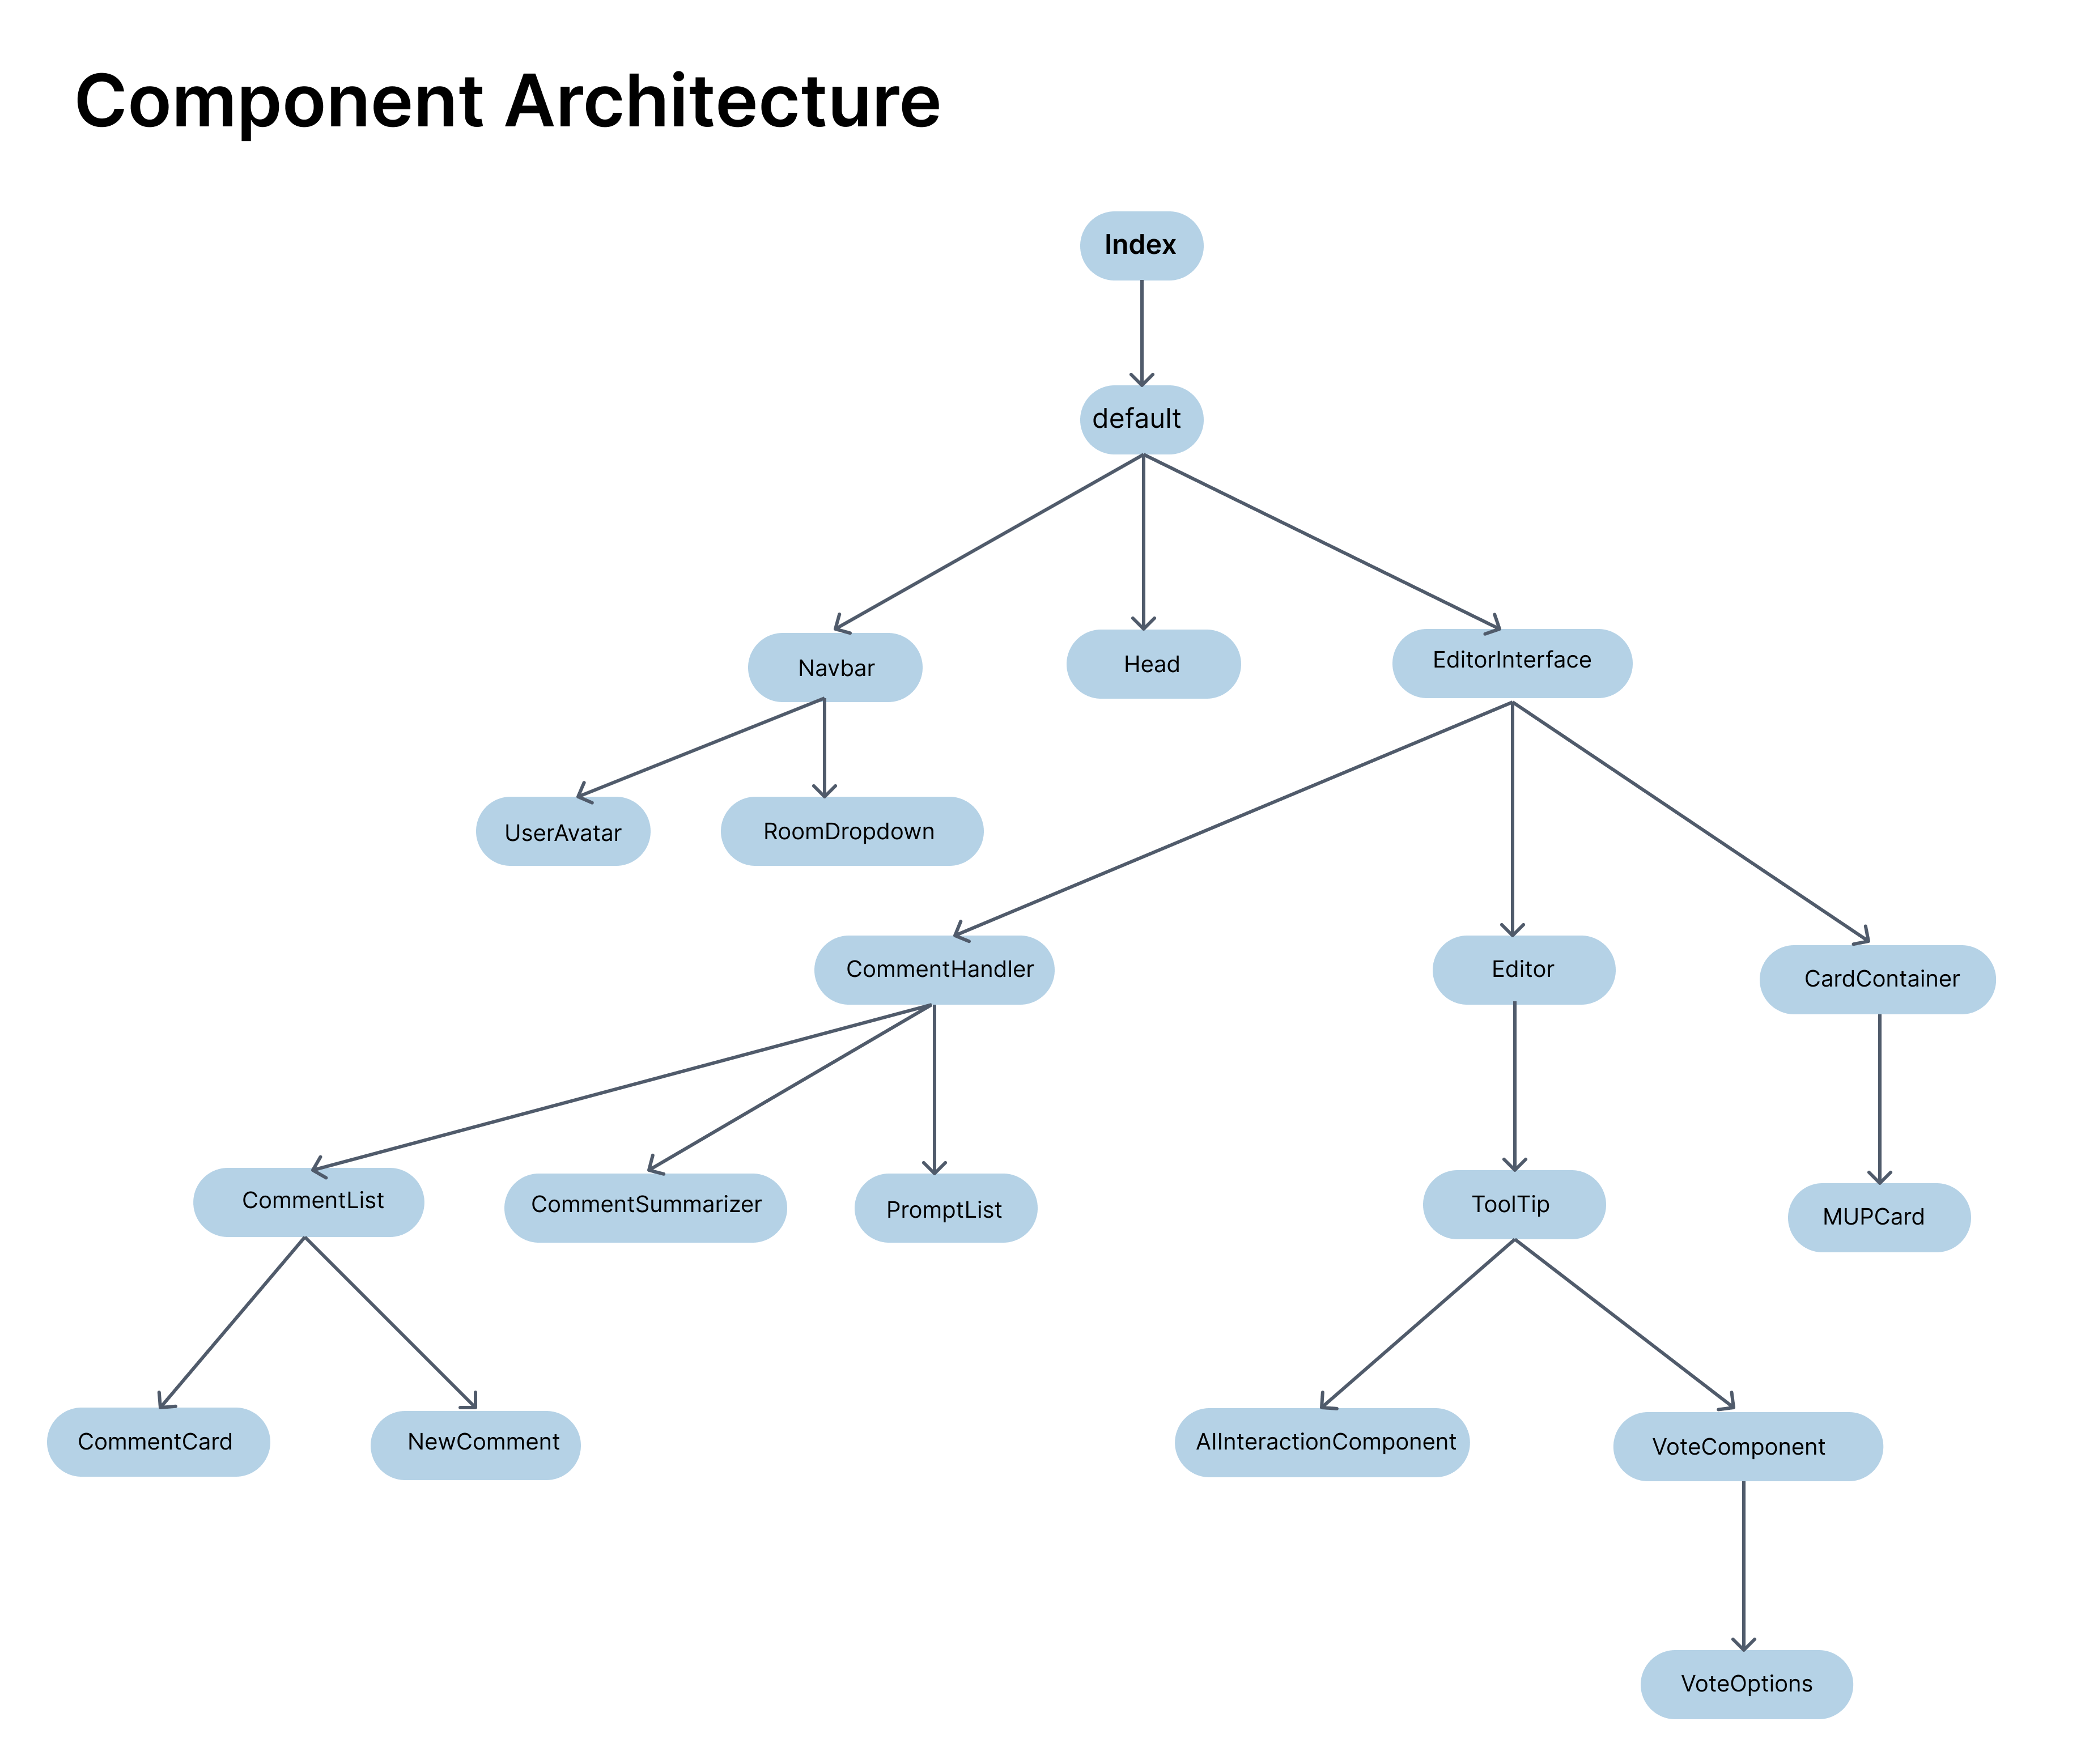 Component Architecture
Index
default
Navbar
Head
EditorInterface
UserAvatar
RoomDropdown
CommentHandler
Editor
CardContainer
CommentList
CommentSummarizer
PromptList
ToolTip
MUPCard
CommentCard
NewComment
AIInteractionComponent
VoteComponent
VoteOptions